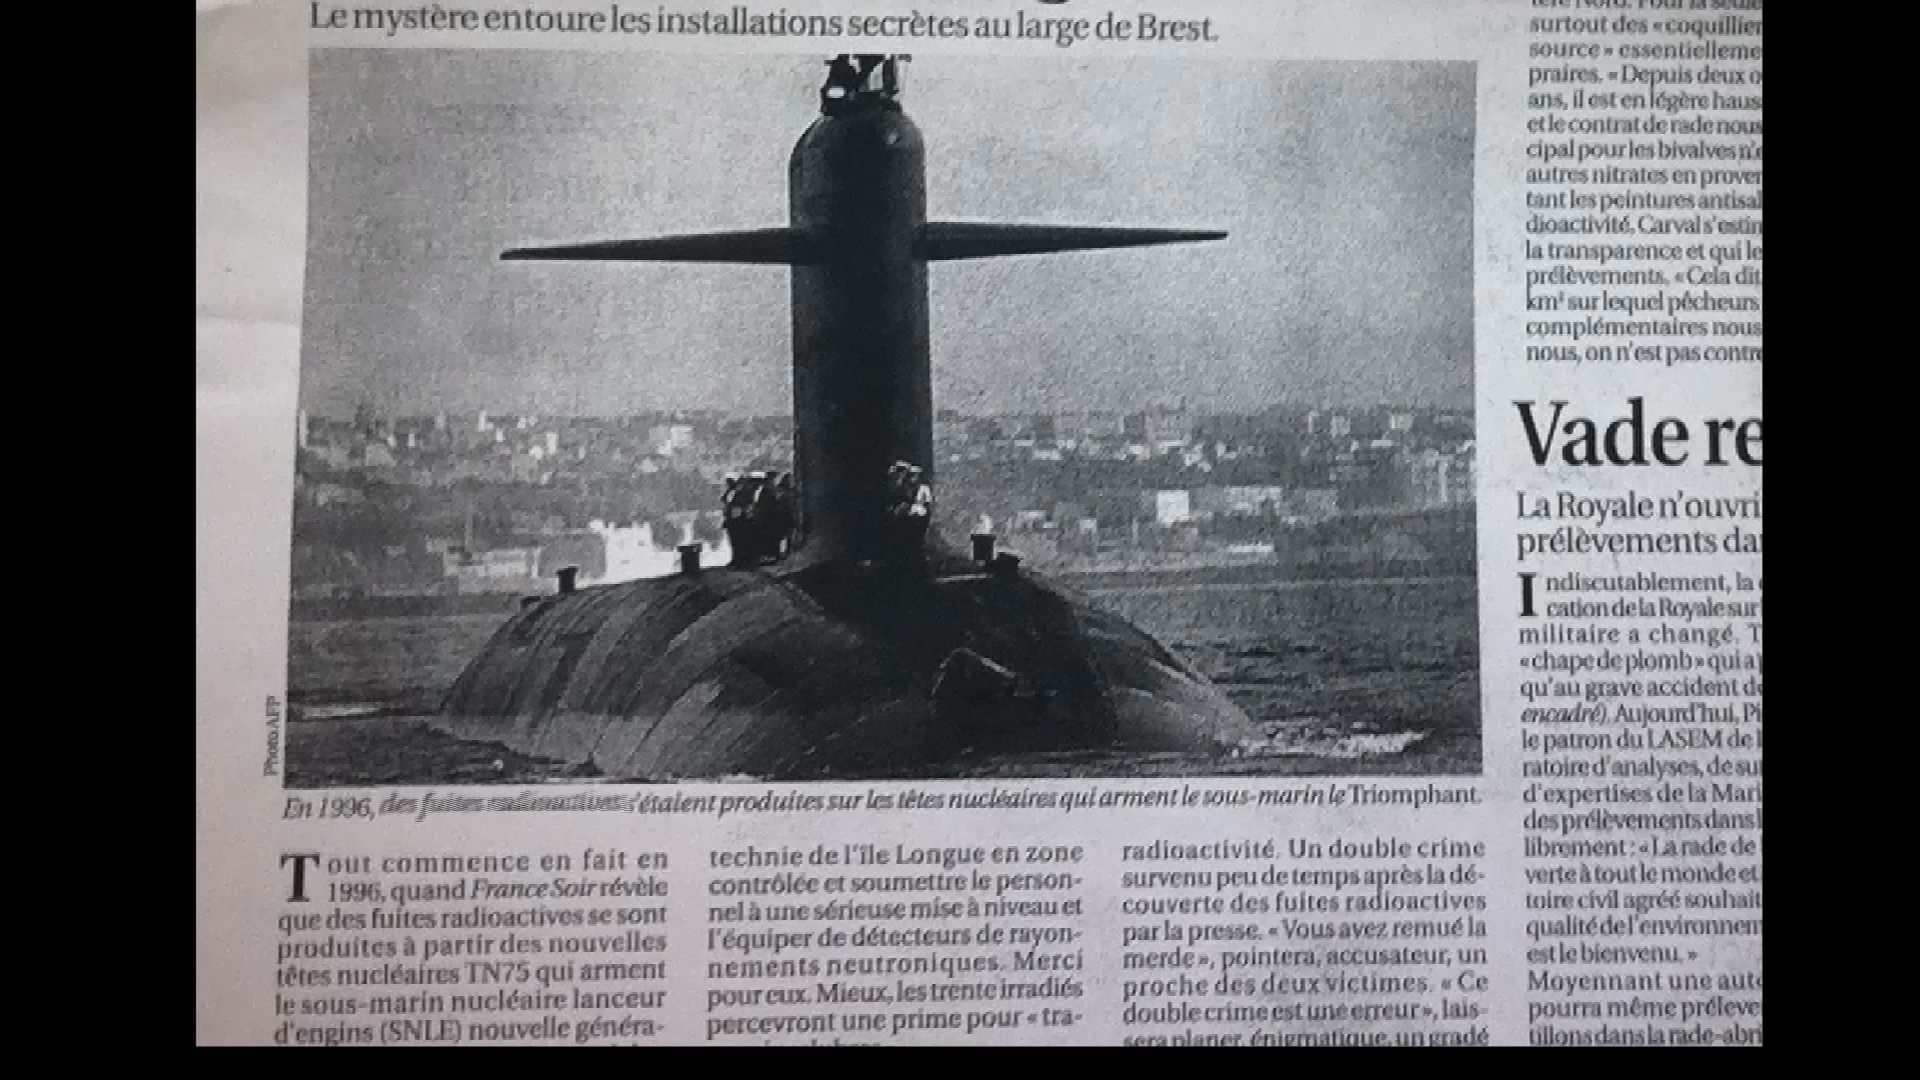 Le mystère entoure les installations secrètes au large de Brest.
Photo AFP
En 1996, des fuites radioactives s'étaient produites sur les têtes nucléaires qui arment le sous-marin le Triomphant.
Tout commence en fait en
1996, quand France Soir révèle
que des fuites radioactives se sont
produites à partir des nouvelles
têtes nucléaires TN75 qui arment
le sous-marin nucléaire lanceur
d'engins (SNLE) nouvelle généra-
technie de l'île Longue en zone
contrôlée et soumettre le person-
nel à une sérieuse mise à niveau et
l'équiper de détecteurs de rayon-
nements neutroniques. Merci
pour eux. Mieux, les trente irradiés
percevront une prime pour « tra-
radioactivité. Un double crime
survenu peu de temps après la dé-
couverte des fuites radioactives
par la presse. « Vous avez remué la
merde », pointera, accusateur, un
proche des deux victimes. « Ce
double crime est une erreur », lais-
sera planer, énigmatique, un gradé
surtout des « coquillier
source » essentielleme
praires. « Depuis deux o
ans, il est en légère haus
et le contrat de rade nous
cipal pour les bivalves n'e
autres nitrates en prover
tant les peintures antisal
dioactivité, Carval s'estin
la transparence et qui le
prélèvements. « Cela dit
km² sur lequel pêcheurs
complémentaires nous
nous, on n'est pas contre
Vade re
La Royale n'ouvri
prélèvements da
Indiscutablement, la
cation de la Royale sur
militaire a changé. T
« chape de plomb » qui a
qu'au grave accident de
encadré). Aujourd'hui, Pi
le patron du LASEM de
ratoire d'analyses, de su
d'expertises de la Mari
des prélèvements dans
librement : « La rade de
verte à tout le monde et
toire civil agréé souhait
qualité de l'environnem
est le bienvenu. »
Moyennant une auto
pourra même préleve
tillons dans la rade-abri